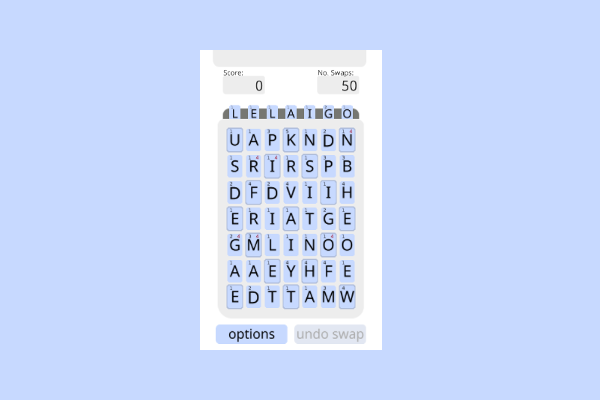 Score: No. Swaps:
0 50
L E L A I G O
U A P K N D N
S R I R S P B
D F D V I I H
E R I A T G E
G M L I N O O
A A E Y H F E
E D T T A M W
options undo swap